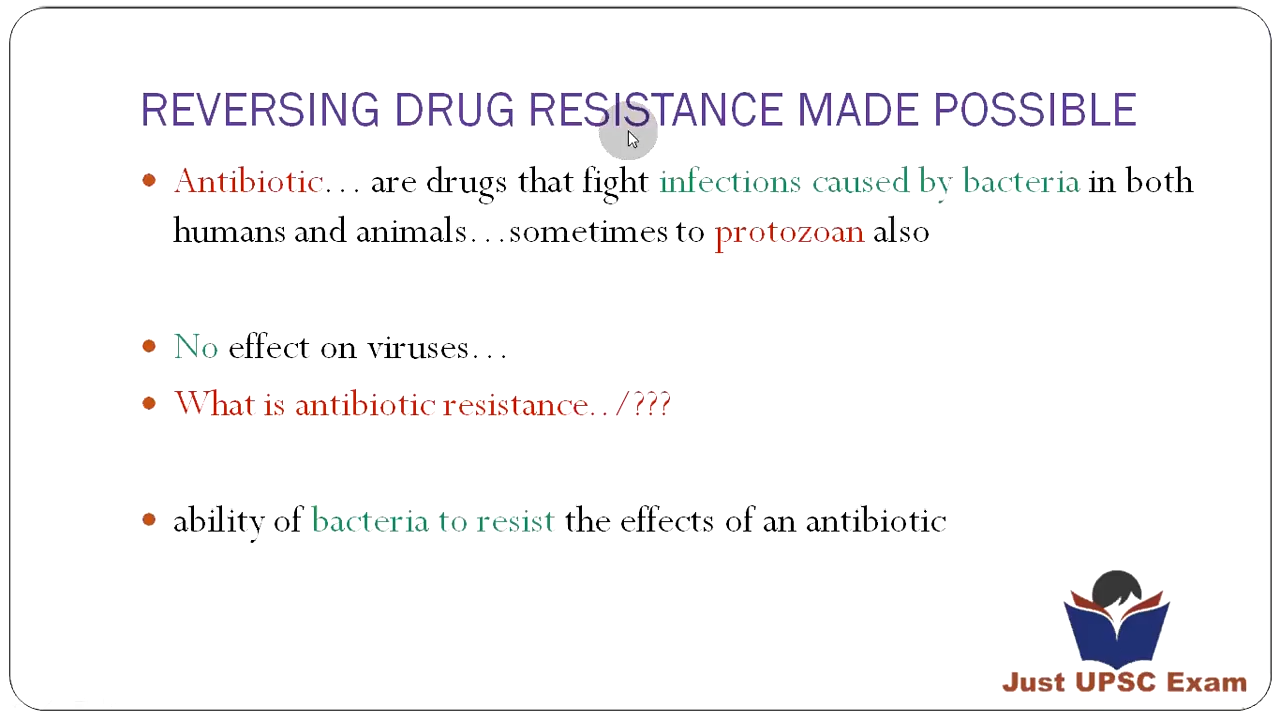 REVERSING DRUG RESISTANCE MADE POSSIBLE
• Antibiotic... are drugs that fight infections caused by bacteria in both
humans and animals...sometimes to protozoan also
• No effect on viruses...
• What is antibiotic resistance../???
• ability of bacteria to resist the effects of an antibiotic
Just UPSC Exam